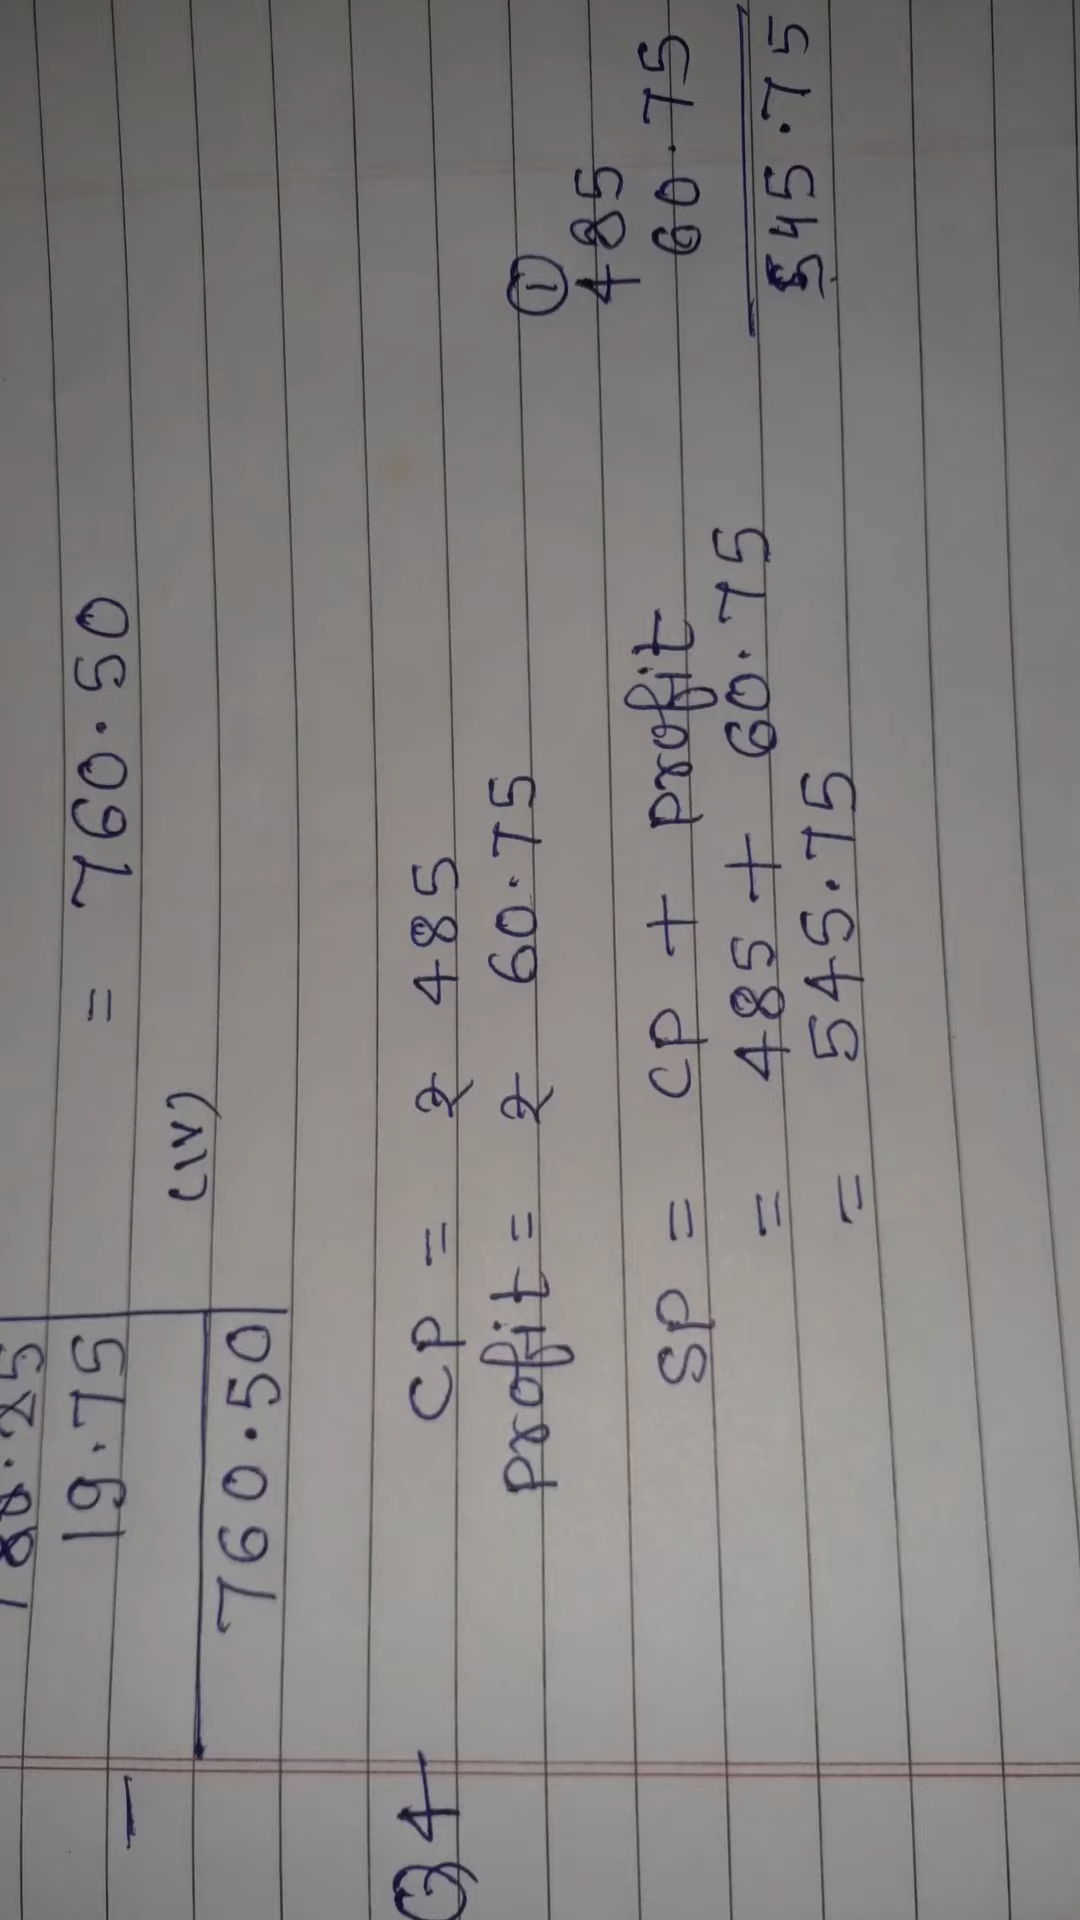 19.75
= 760.50
760.50
(iv)
Q4
CP = ₹ 485
profit = ₹ 60.75
①
485
60.75
545.75
SP = CP + profit
= 485 + 60.75
= 545.75